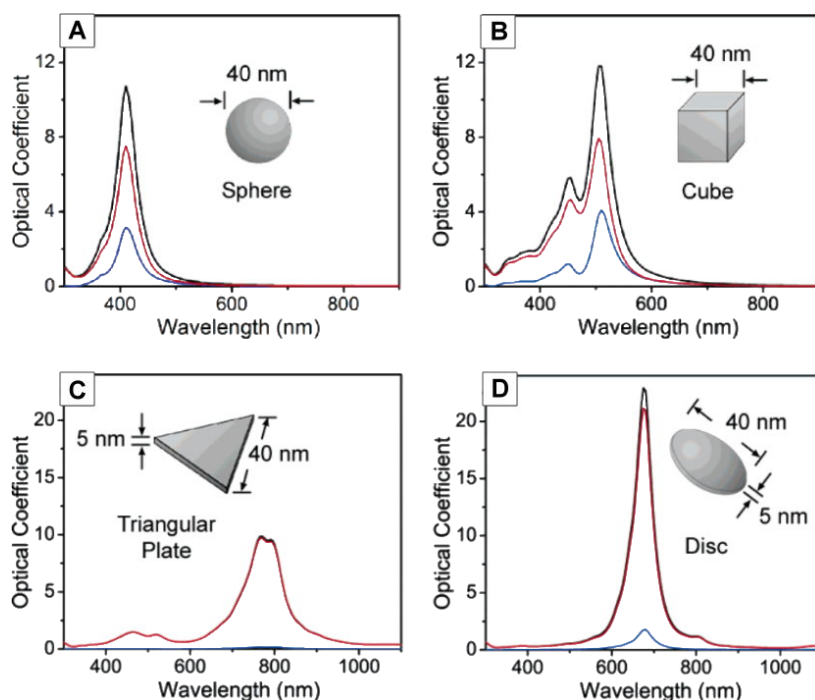 A
Optical Coefficient
12
8
4
0
40 nm
Sphere
400 600 800
Wavelength (nm)
B
Optical Coefficient
12
8
4
0
40 nm
Cube
400 600 800
Wavelength (nm)
C
Optical Coefficient
20
15
10
5
0
5 nm
40 nm
Triangular
Plate
400 600 800 1000
Wavelength (nm)
D
Optical Coefficient
20
15
10
5
0
40 nm
5 nm
Disc
400 600 800 1000
Wavelength (nm)